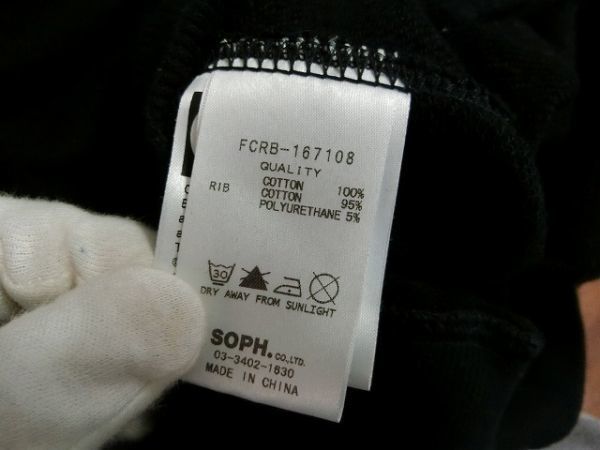 FCRB-167108
QUALITY
COTTON 100%
RIB COTTON 95%
POLYURETHANE 5%
30
DRY AWAY FROM SUNLIGHT
SOPH.CO.,LTD.
03-3402-1830
MADE IN CHINA